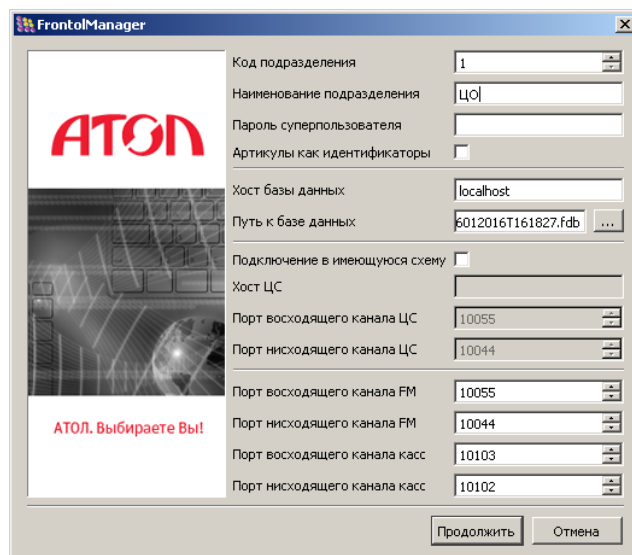 FrontolManager
АТОЛ
АТОЛ. Выбираете Вы!
Код подразделения 1
Наименование подразделения ЦО
Пароль суперпользователя
Артикулы как идентификаторы
Хост базы данных localhost
Путь к базе данных 6012016T161827.fdb ...
Подключение в имеющуюся схему
Хост ЦС
Порт восходящего канала ЦС 10055
Порт нисходящего канала ЦС 10044
Порт восходящего канала FM 10055
Порт нисходящего канала FM 10044
Порт восходящего канала касс 10103
Порт нисходящего канала касс 10102
Продолжить Отмена